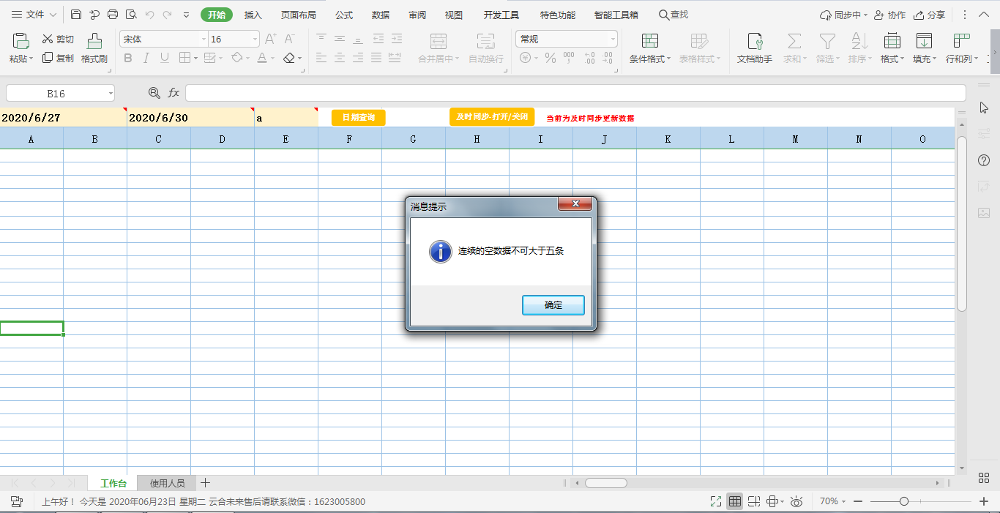 文件 开始 插入 页面布局 公式 数据 审阅 视图 开发工具 特色功能 智能工具箱 查找 同步中 协作 分享
粘贴 剪切 复制 格式刷 宋体 16 A+ A- B I U A 合并居中 自动换行 常规 条件格式 表格样式 文档助手 求和 筛选 排序 格式 填充 行和列
B16 fx
2020/6/27 2020/6/30 a 日期查询 及时同步-打开/关闭 当前为及时同步更新数据
A B C D E F G H I J K L M N O
消息提示
连续的空数据不可大于五条
确定
工作台 使用人员
上午好！ 今天是 2020年06月23日 星期二 云合未来售后请联系微信：1623005800 70%